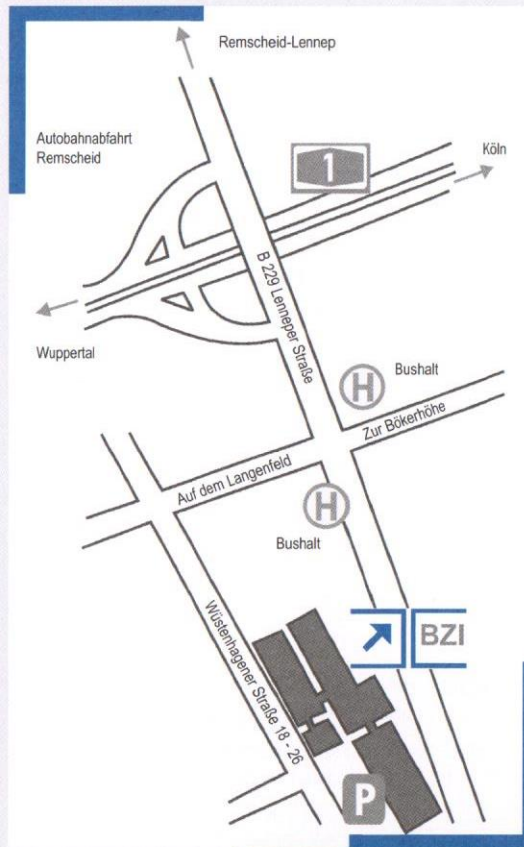 Remscheid-Lennep
Autobahnabfahrt
Remscheid
1
Köln
B 229 Lenneper Straße
Wuppertal
H
Bushalt
Zur Bökerhöhe
Auf dem Langenfeld
H
Bushalt
BZI
Wüstenhagener Straße 18 - 26
P